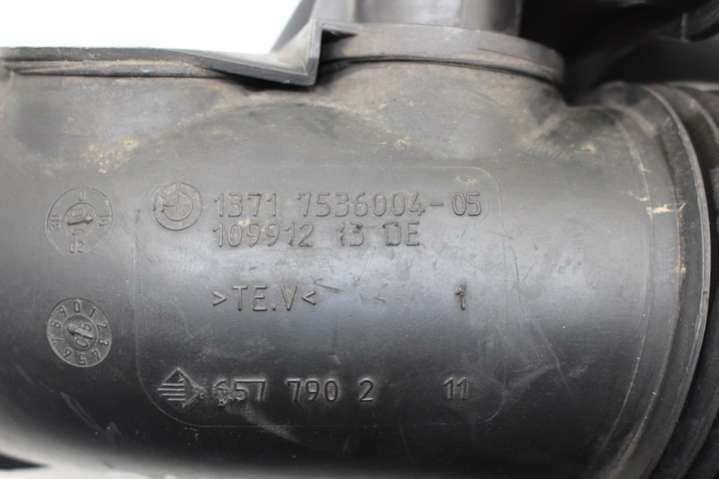 1371 7536004-05
109912 13 DE
>TE.V< 1
657 790 2 11